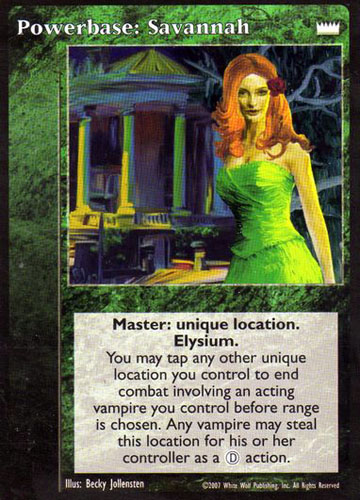 Powerbase: Savannah
Master: unique location.
Elysium.
You may tap any other unique
location you control to end
combat involving an acting
vampire you control before range
is chosen. Any vampire may steal
this location for his or her
controller as a Ⓓ action.
Illus: Becky Jollensten
©2007 White Wolf Publishing, Inc. All Rights Reserved